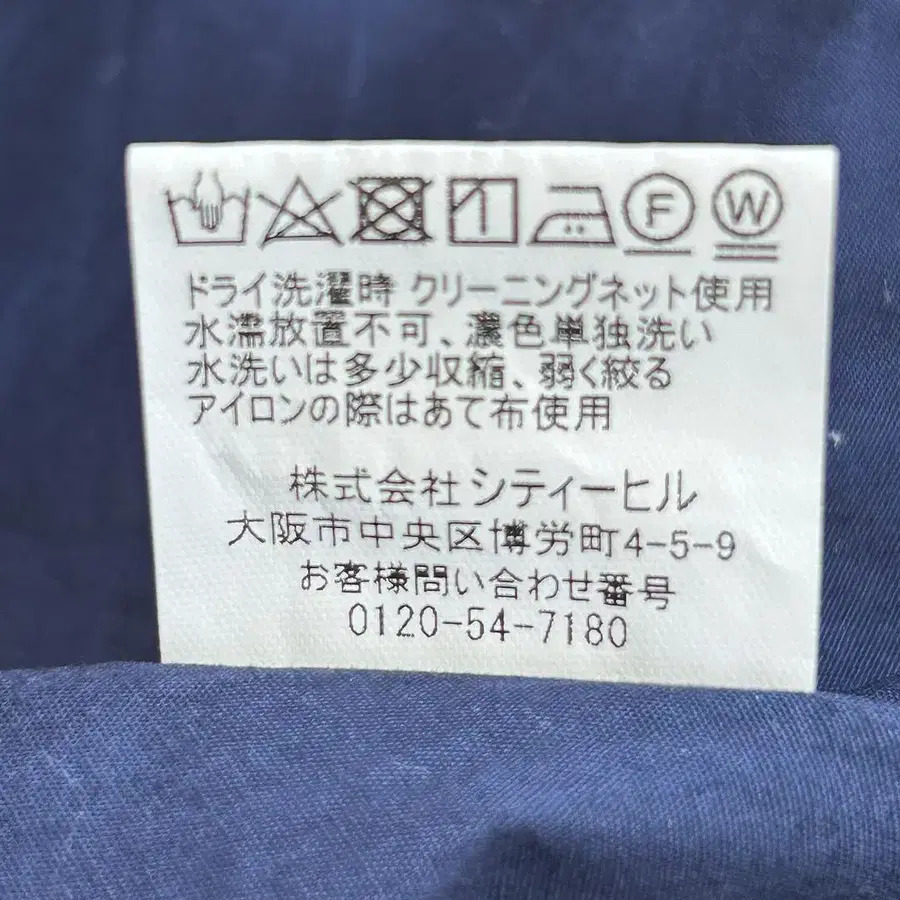 F W
ドライ洗濯時 クリーニングネット使用
水濡放置不可、濃色単独洗い
水洗いは多少収縮、弱く絞る
アイロンの際はあて布使用
株式会社シティーヒル
大阪市中央区博労町4-5-9
お客様問い合わせ番号
0120-54-7180